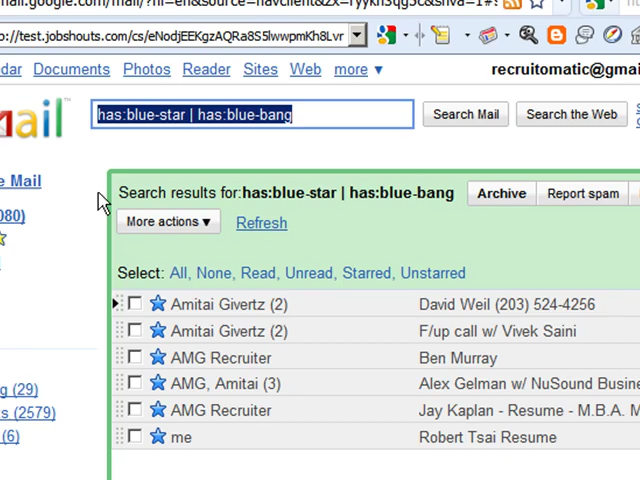 mail.google.com/mail/?hl=en&source=navclient&zx=
p://test.jobshouts.com/cs/eNodjEEKgzAQRa8S5lwwpmKh8Lvr
dar Documents Photos Reader Sites Web more ▼ recruitomatic@gmai
ail™ has:blue-star | has:blue-bang Search Mail Search the Web
e Mail
080)
Search results for:has:blue-star | has:blue-bang Archive Report spam
More actions ▼ Refresh
Select: All, None, Read, Unread, Starred, Unstarred
Amitai Givertz (2) David Weil (203) 524-4256
Amitai Givertz (2) F/up call w/ Vivek Saini
AMG Recruiter Ben Murray
g (29) AMG, Amitai (3) Alex Gelman w/ NuSound Busine
s (2579) AMG Recruiter Jay Kaplan - Resume - M.B.A. M
(6) me Robert Tsai Resume